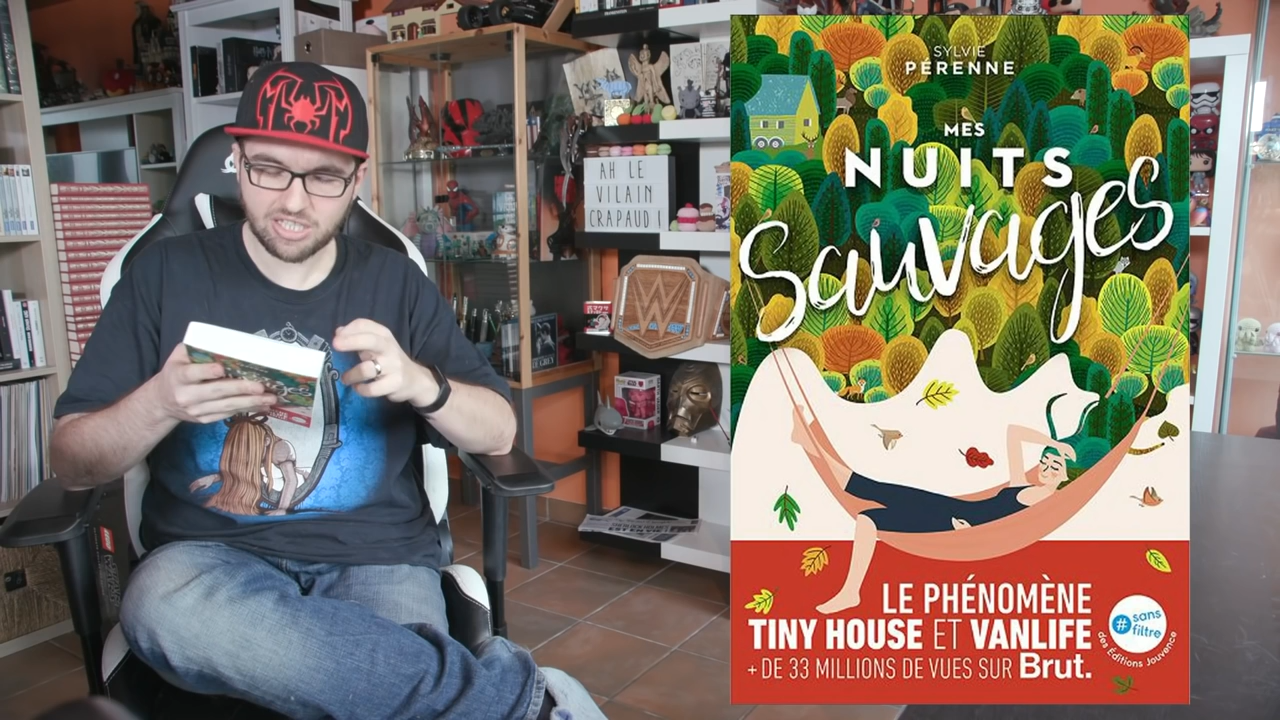 AH LE
VILAIN
CRAPAUD !
SYLVIE
PÉRENNE
MES
NUITS
Sauvages
LE PHÉNOMÈNE
TINY HOUSE ET VANLIFE
+ DE 33 MILLIONS DE VUES SUR Brut.
# sans
filtre
des Éditions Jouvence